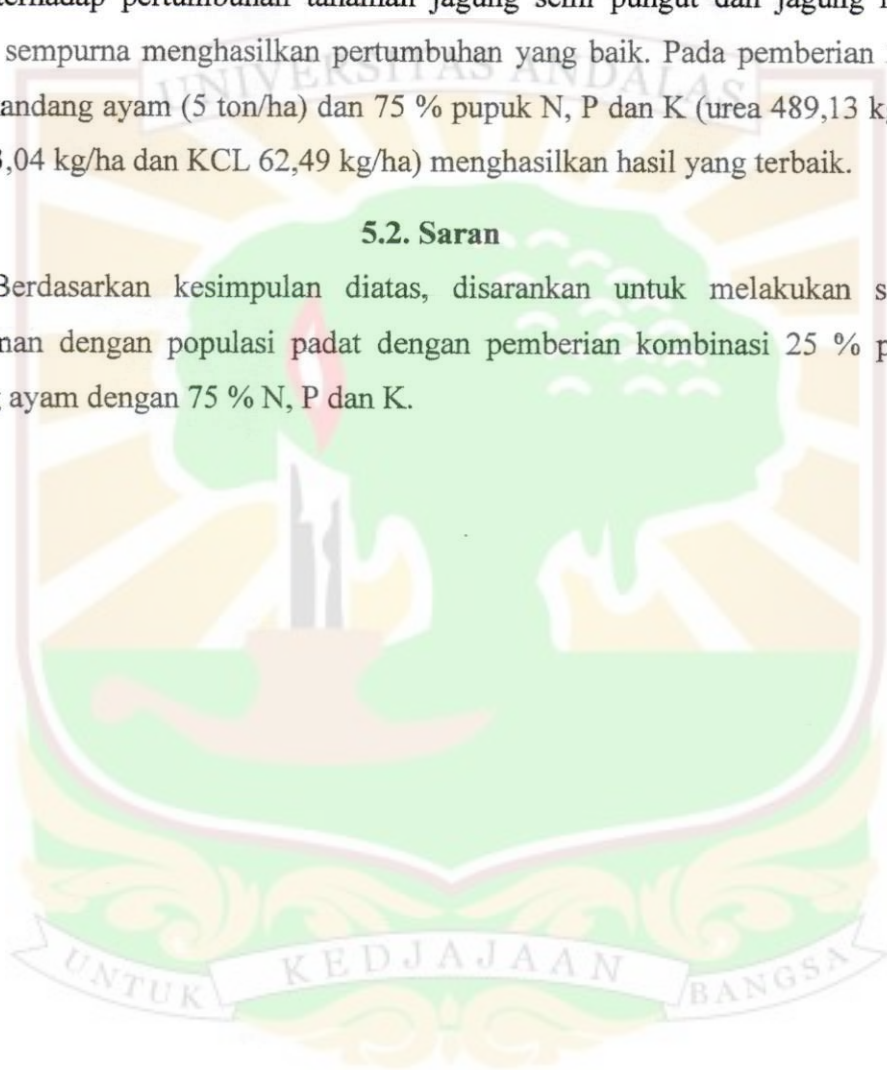 terhadap pertumbuhan tanaman jagung semi pungut dan jagung
sempurna menghasilkan pertumbuhan yang baik. Pada pemberian
andang ayam (5 ton/ha) dan 75 % pupuk N, P dan K (urea 489,13 k
,04 kg/ha dan KCL 62,49 kg/ha) menghasilkan hasil yang terbaik.
UNIVERSITAS ANDALAS
5.2. Saran
Berdasarkan kesimpulan diatas, disarankan untuk melakukan s
nan dengan populasi padat dengan pemberian kombinasi 25 % p
ayam dengan 75 % N, P dan K.
UNTUK KEDJAJAAN BANGSA